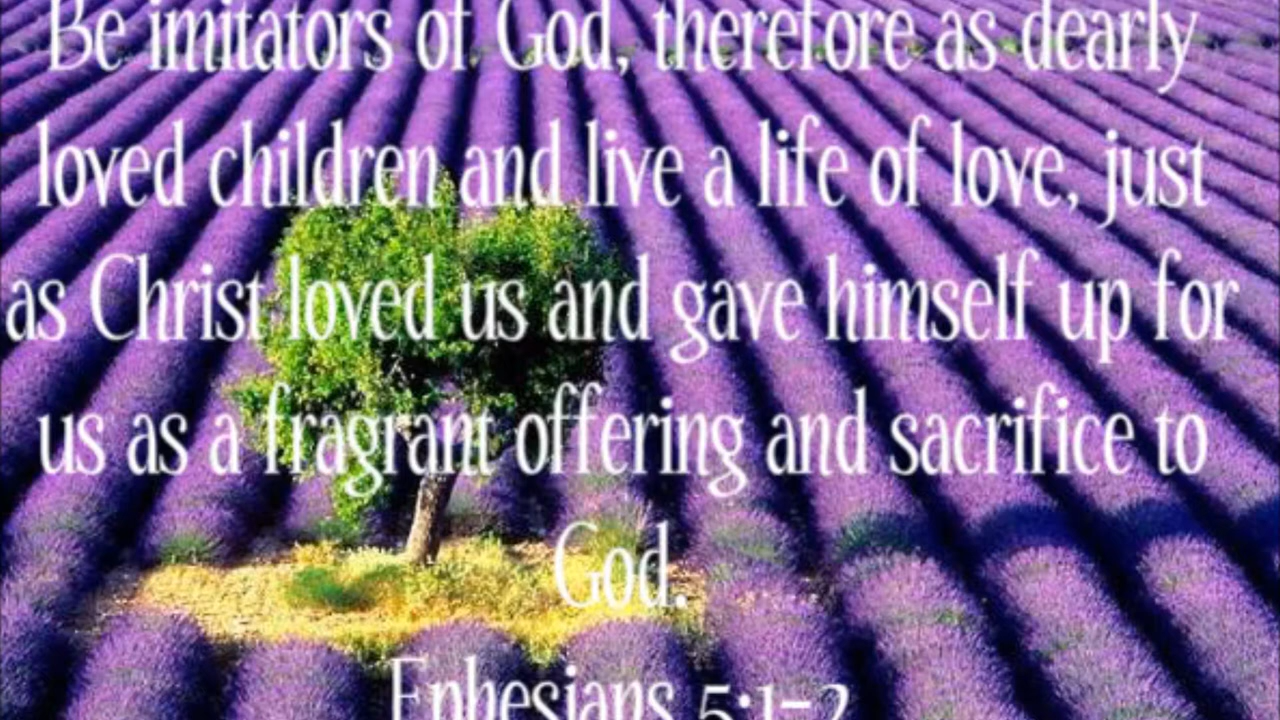 Be imitators of God, therefore as dearly
loved children and live a life of love, just
as Christ loved us and gave himself up for
us as a fragrant offering and sacrifice to
God.
Ephesians 5:1-2